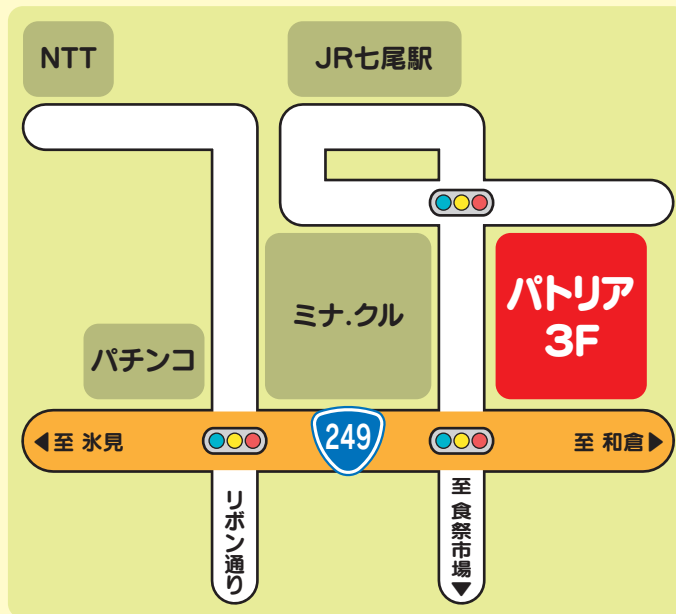 NTT
JR七尾駅
パトリア
3F
ミナ.クル
パチンコ
◀至 氷見
249
至 和倉▶
リボン通り
至 食祭市場▼